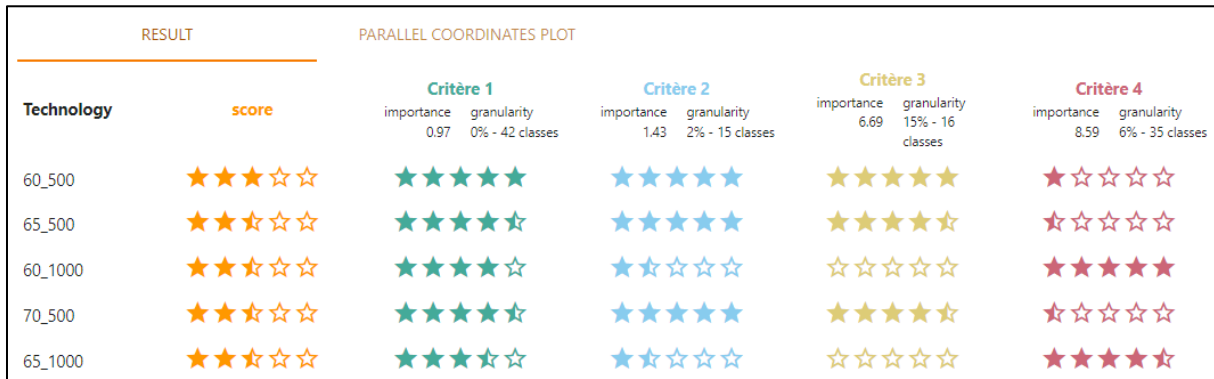 RESULT PARALLEL COORDINATES PLOT
Technology score
Critère 1
importance granularity
0.97 0% - 42 classes
Critère 2
importance granularity
1.43 2% - 15 classes
Critère 3
importance granularity
6.69 15% - 16
classes
Critère 4
importance granularity
8.59 6% - 35 classes
60_500
65_500
60_1000
70_500
65_1000